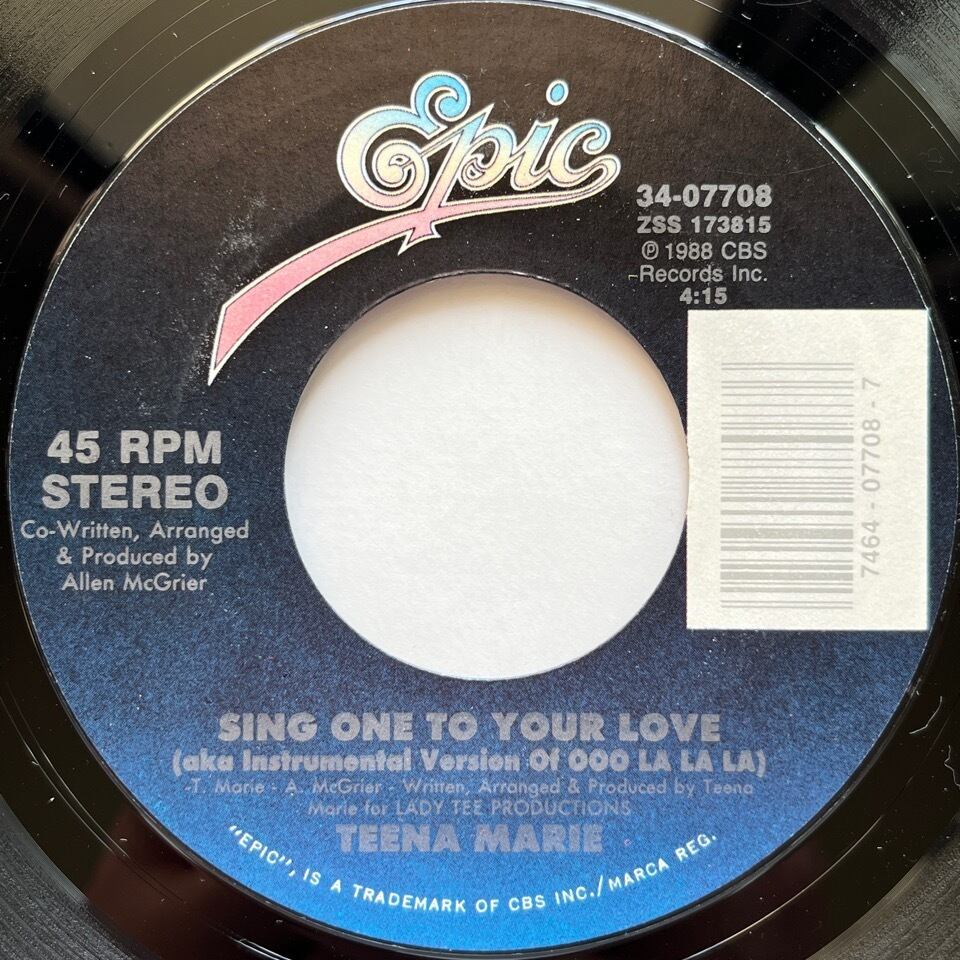 Epic
34-07708
ZSS 173815
Ⓟ 1988 CBS
Records Inc.
4:15
7464-07708-7
45 RPM
STEREO
Co-Written, Arranged
& Produced by
Allen McGrier
SING ONE TO YOUR LOVE
(aka Instrumental Version Of OOO LA LA LA)
-T. Marie - A. McGrier - Written, Arranged & Produced by Teena
Marie for LADY TEE PRODUCTIONS
TEENA MARIE
"EPIC", IS A TRADEMARK OF CBS INC./MARCA REG.